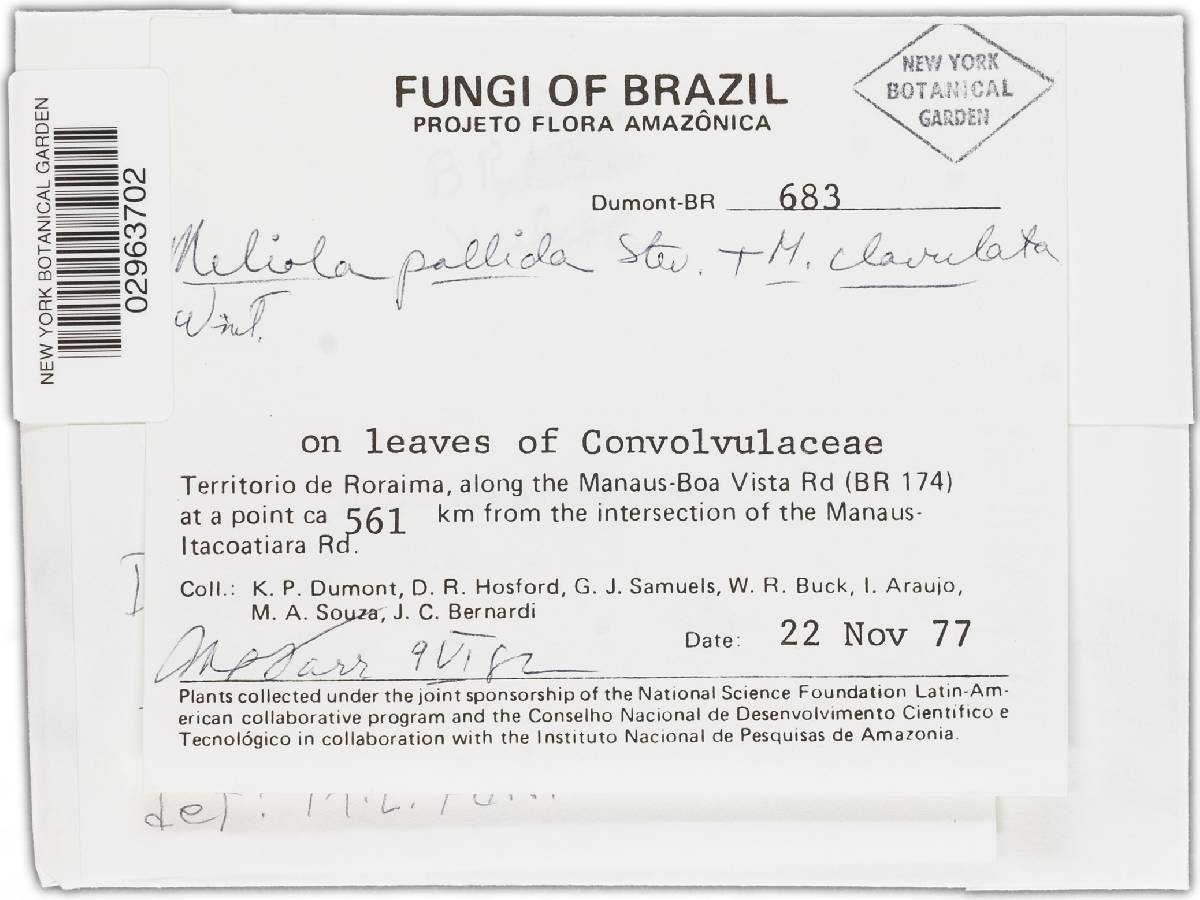 NEW YORK
BOTANICAL
GARDEN
NEW YORK BOTANICAL GARDEN
02963702
FUNGI OF BRAZIL
PROJETO FLORA AMAZÔNICA
Dumont-BR 683
Meliola pallida Stev. + M. clavulata
Wint.
on leaves of Convolvulaceae
Territorio de Roraima, along the Manaus-Boa Vista Rd (BR 174)
at a point ca 561 km from the intersection of the Manaus-
Itacoatiara Rd.
Coll.: K. P. Dumont, D. R. Hosford, G. J. Samuels, W. R. Buck, I. Araujo,
M. A. Souza, J. C. Bernardi
Date: 22 Nov 77
Farr 9 VI 82
Plants collected under the joint sponsorship of the National Science Foundation Latin-Am-
erican collaborative program and the Conselho Nacional de Desenvolvimento Científico e
Tecnológico in collaboration with the Instituto Nacional de Pesquisas de Amazonia.
det: M.L.